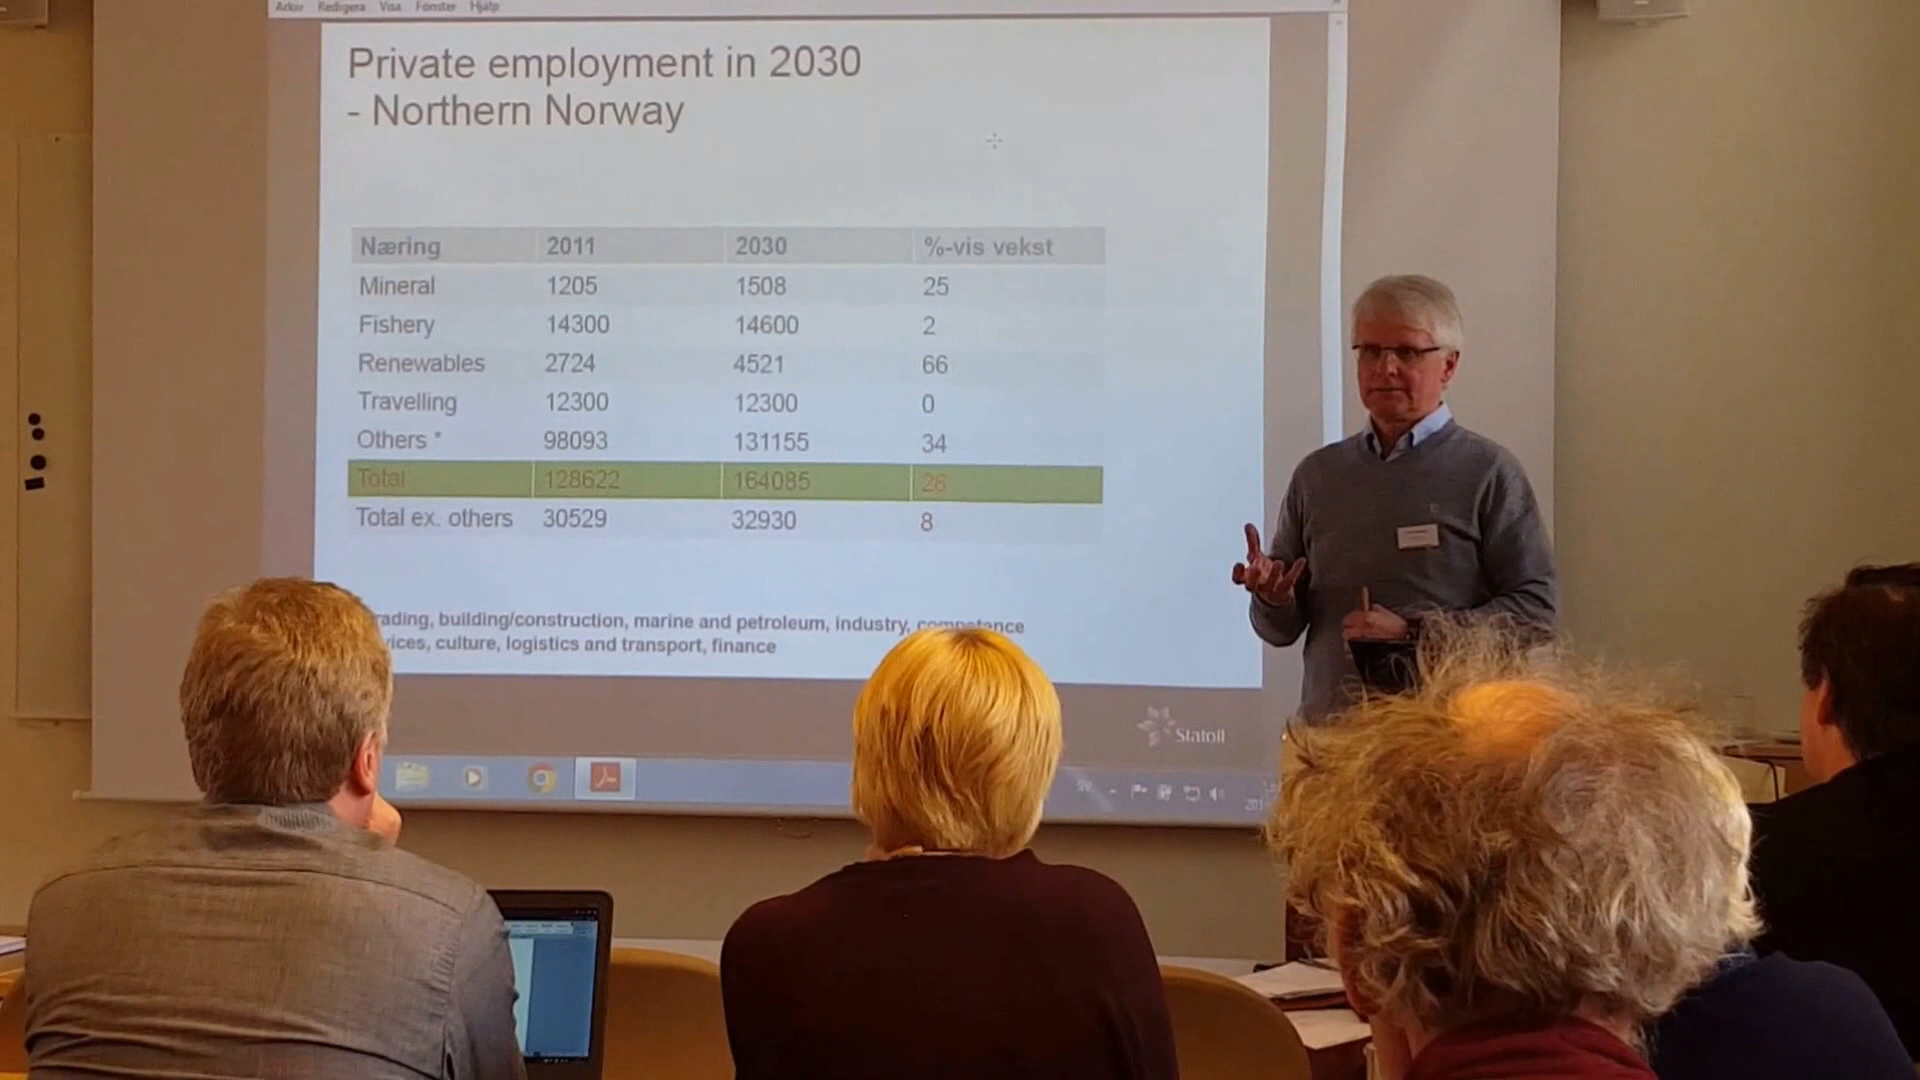 Arkiv Redigera Visa Fönster Hjälp
Private employment in 2030
- Northern Norway
Næring 2011 2030 %-vis vekst
Mineral 1205 1508 25
Fishery 14300 14600 2
Renewables 2724 4521 66
Travelling 12300 12300 0
Others * 98093 131155 34
Total 128622 164085 28
Total ex. others 30529 32930 8
building/construction, marine and petroleum, industry, competence
culture, logistics and transport, finance
Statoil
SV